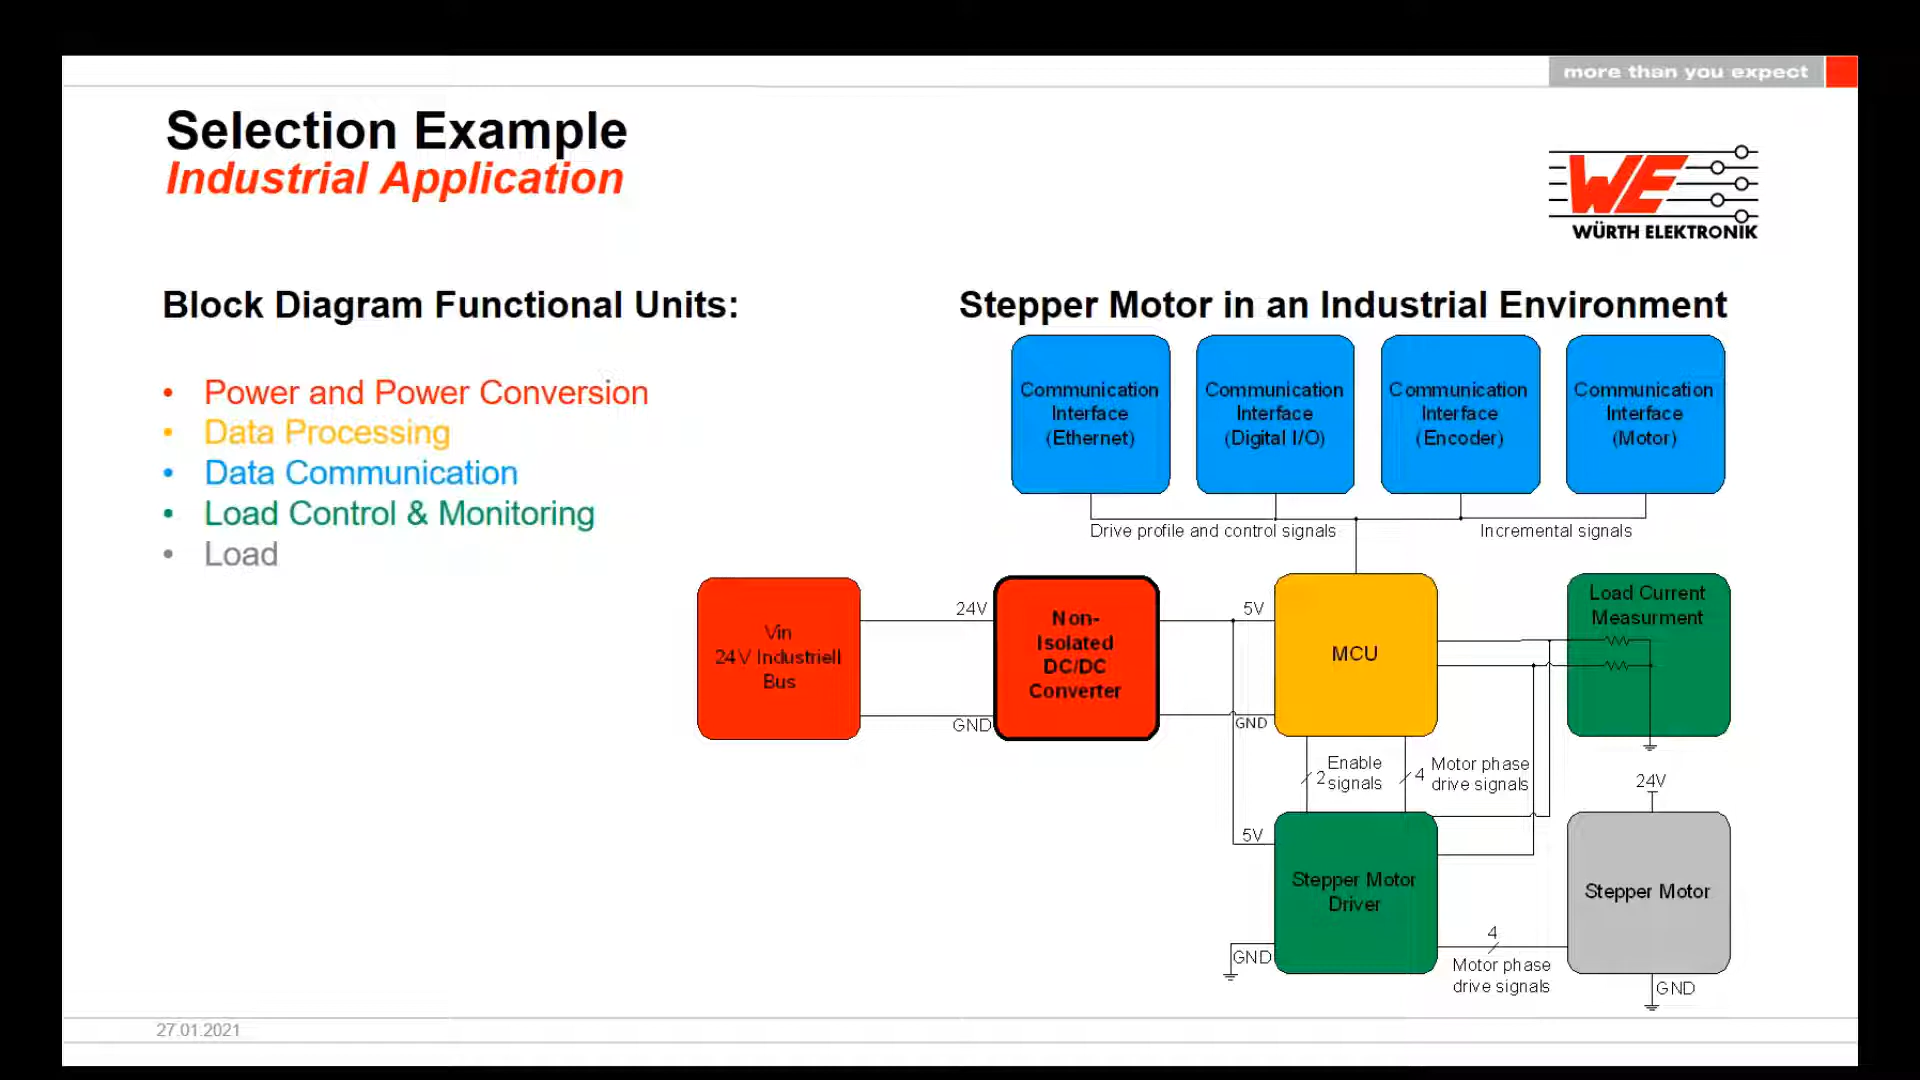 more than you expect
Selection Example
Industrial Application
WE
WÜRTH ELEKTRONIK
Block Diagram Functional Units:
• Power and Power Conversion
• Data Processing
• Data Communication
• Load Control & Monitoring
• Load
Stepper Motor in an Industrial Environment
Communication
Interface
(Ethernet)
Communication
Interface
(Digital I/O)
Communication
Interface
(Encoder)
Communication
Interface
(Motor)
Drive profile and control signals
Incremental signals
Vin
24V Industriell
Bus
24V
GND
Non-
Isolated
DC/DC
Converter
5V
GND
MCU
Load Current
Measurment
2
Enable
signals
4
Motor phase
drive signals
24V
5V
Stepper Motor
Driver
GND
4
Motor phase
drive signals
Stepper Motor
GND
27.01.2021